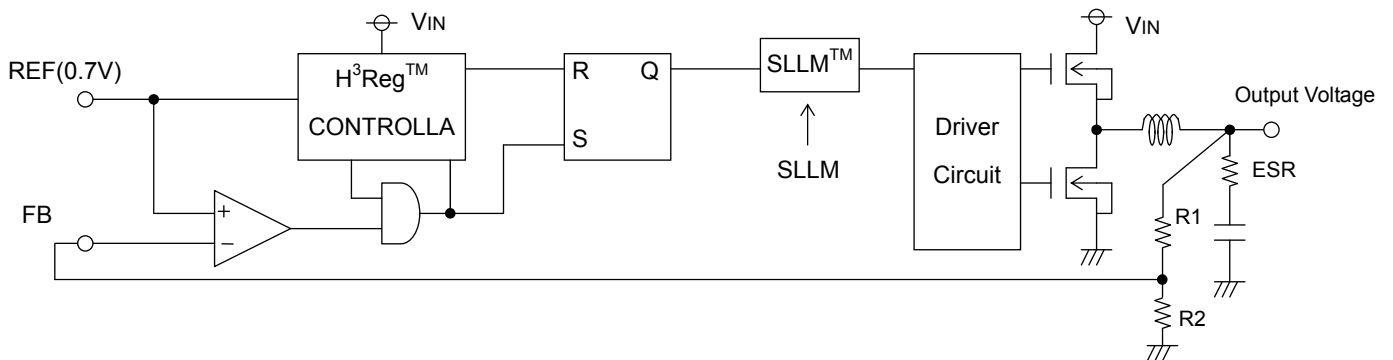 VIN
REF(0.7V)
H³Reg™
CONTROLLA
R
Q
S
SLLM™
SLLM
Driver
Circuit
VIN
Output Voltage
ESR
R1
R2
FB
+
−